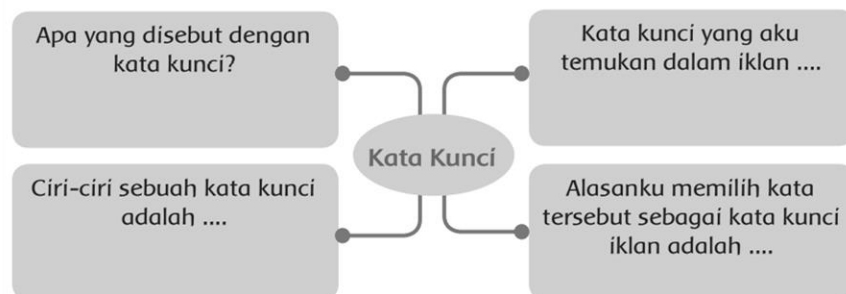 Apa yang disebut dengan
kata kunci?
Kata kunci yang aku
temukan dalam iklan ....
Kata Kunci
Ciri-ciri sebuah kata kunci
adalah ....
Alasanku memilih kata
tersebut sebagai kata kunci
iklan adalah ....